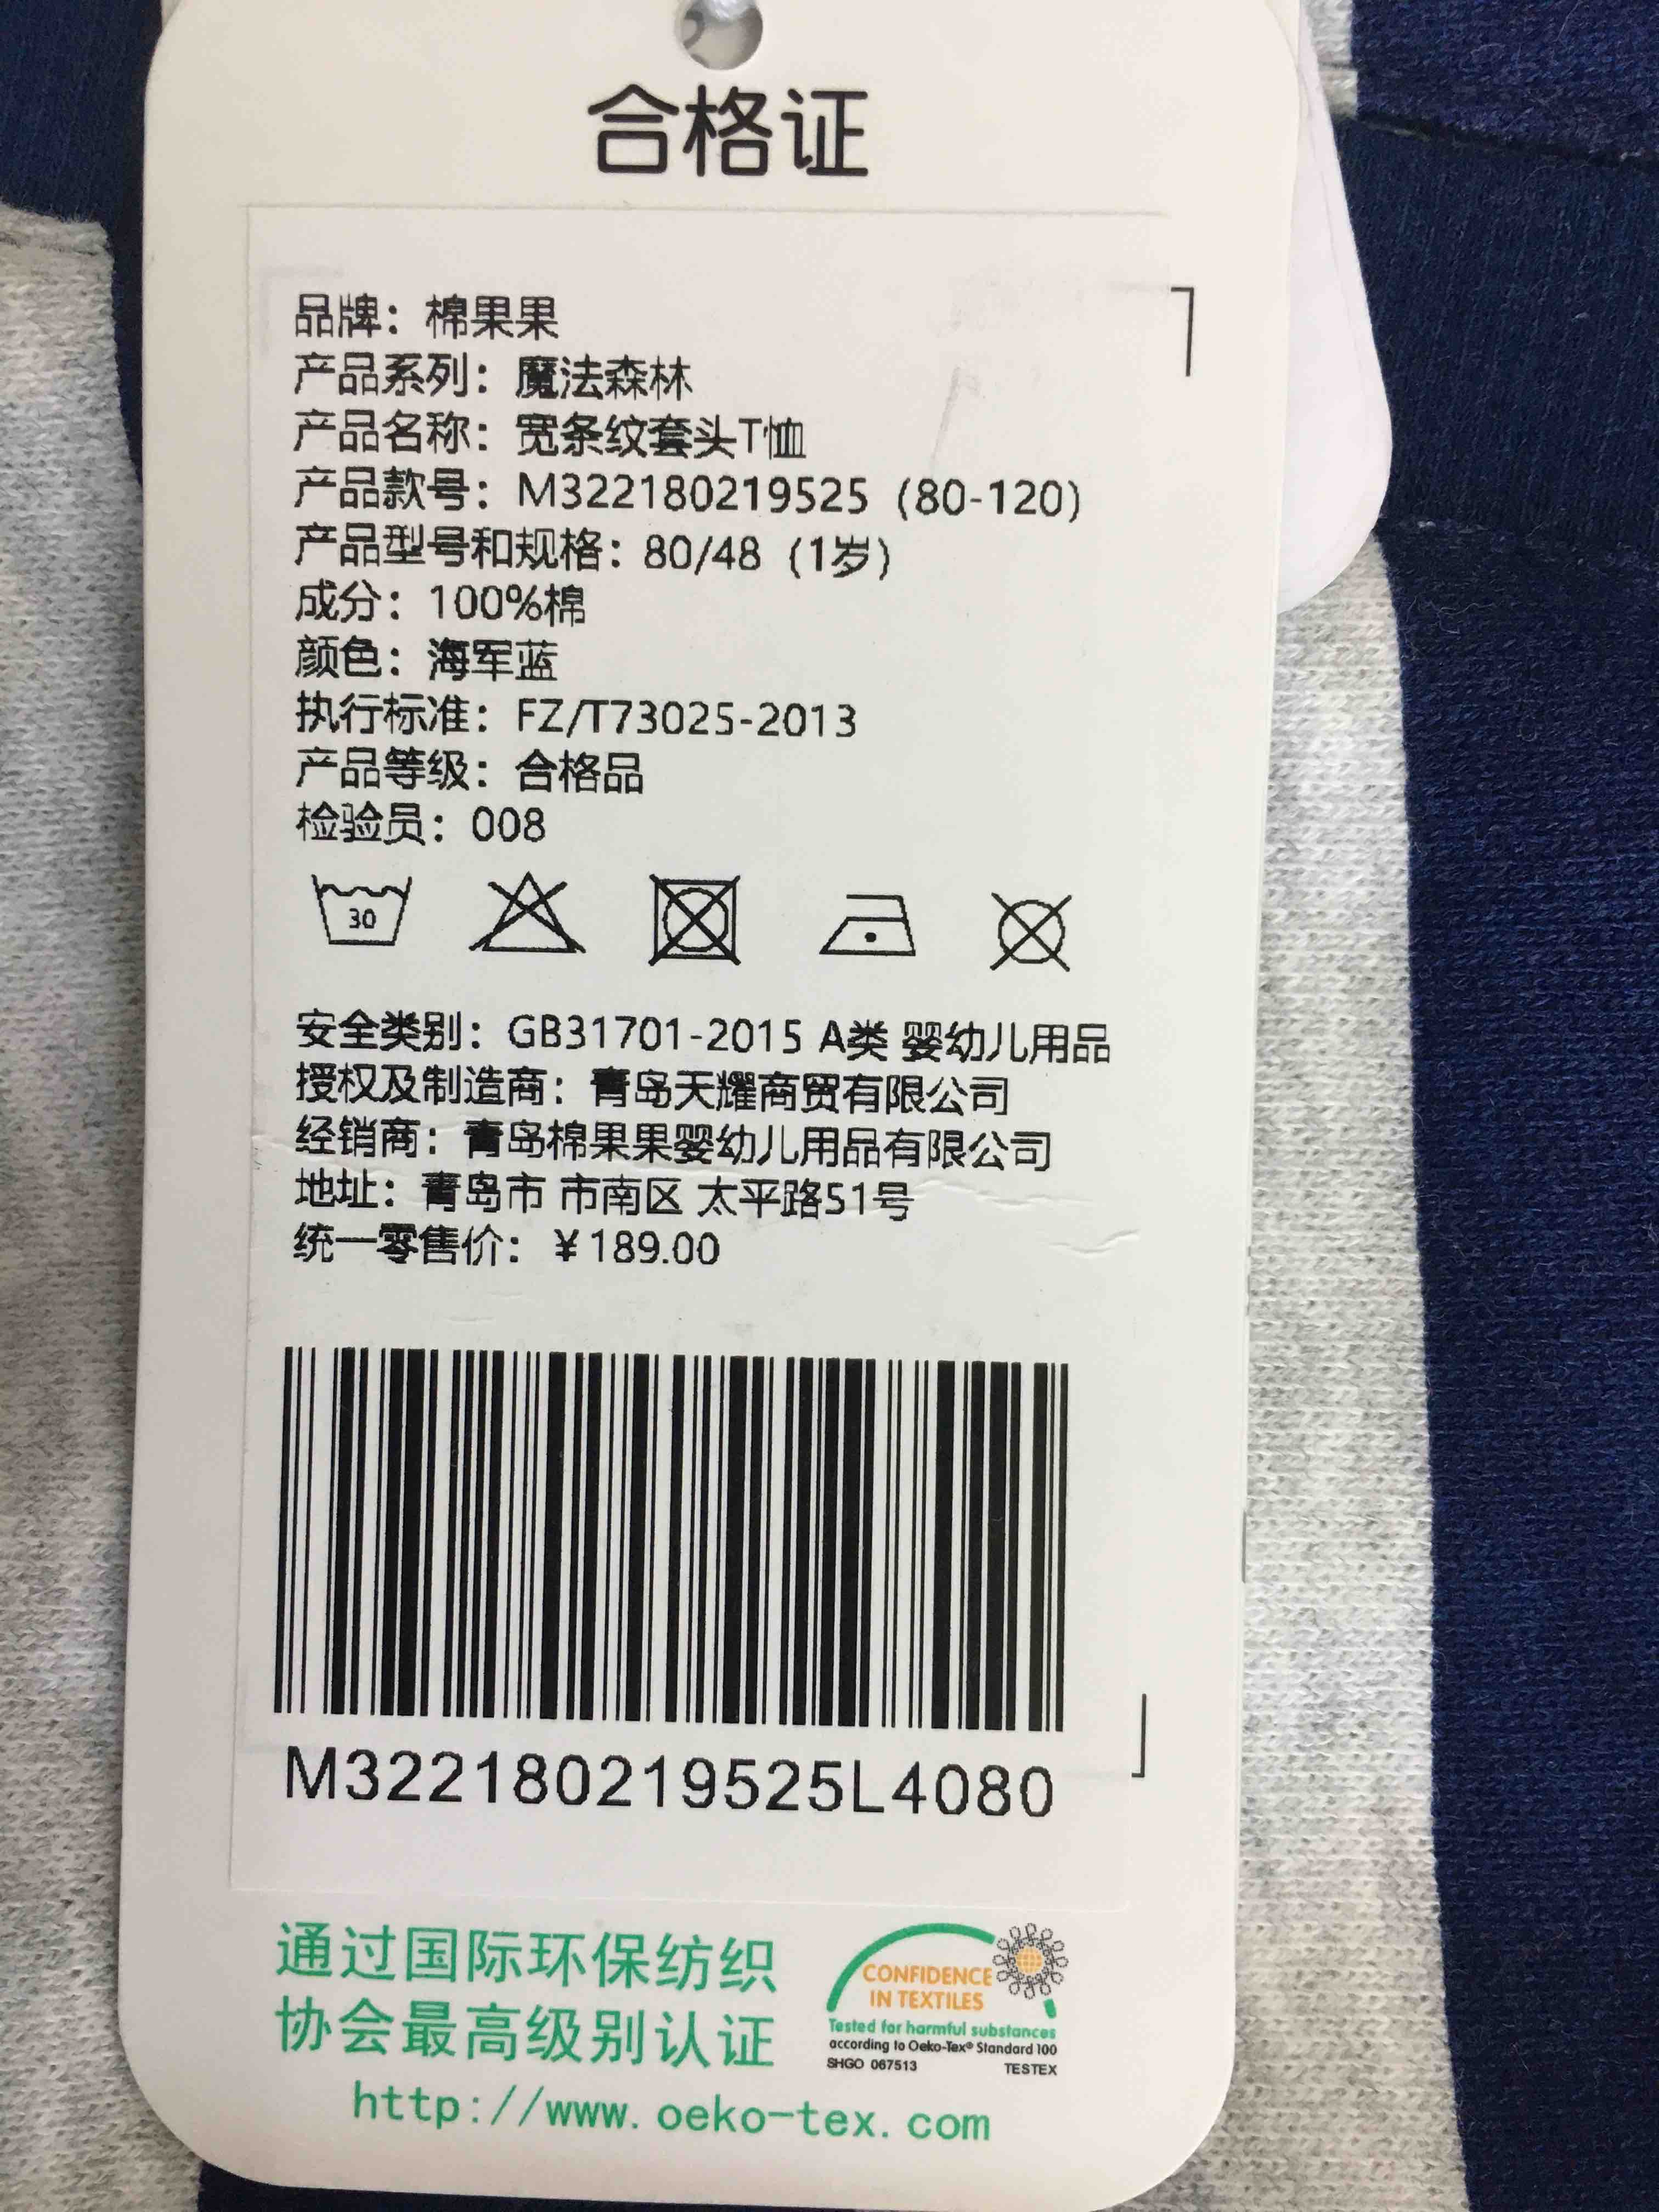 合格证
品牌：棉果果
产品系列：魔法森林
产品名称：宽条纹套头T恤
产品款号：M322180219525（80-120）
产品型号和规格：80/48（1岁）
成分：100%棉
颜色：海军蓝
执行标准：FZ/T73025-2013
产品等级：合格品
检验员：008
30
安全类别：GB31701-2015 A类 婴幼儿用品
授权及制造商：青岛天耀商贸有限公司
经销商：青岛棉果果婴幼儿用品有限公司
地址：青岛市 市南区 太平路51号
统一零售价：￥189.00
M322180219525L4080
通过国际环保纺织
协会最高级别认证
http://www.oeko-tex.com
CONFIDENCE
IN TEXTILES
Tested for harmful substances
according to Oeko-Tex® Standard 100
SHGO 067513 TESTEX